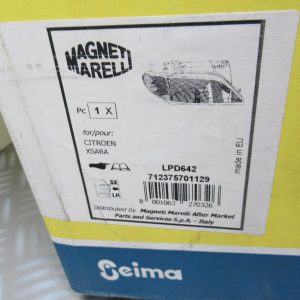 MAGNETI
MARELLI
Pc 1 X
for/pour:
CITROEN
XSARA
LPD642
712375701129
SX
LH
8 001063 270326
made in EU
Distributed by Magneti Marelli After Market
Parts and Services S.p.A. - Italy
Seima